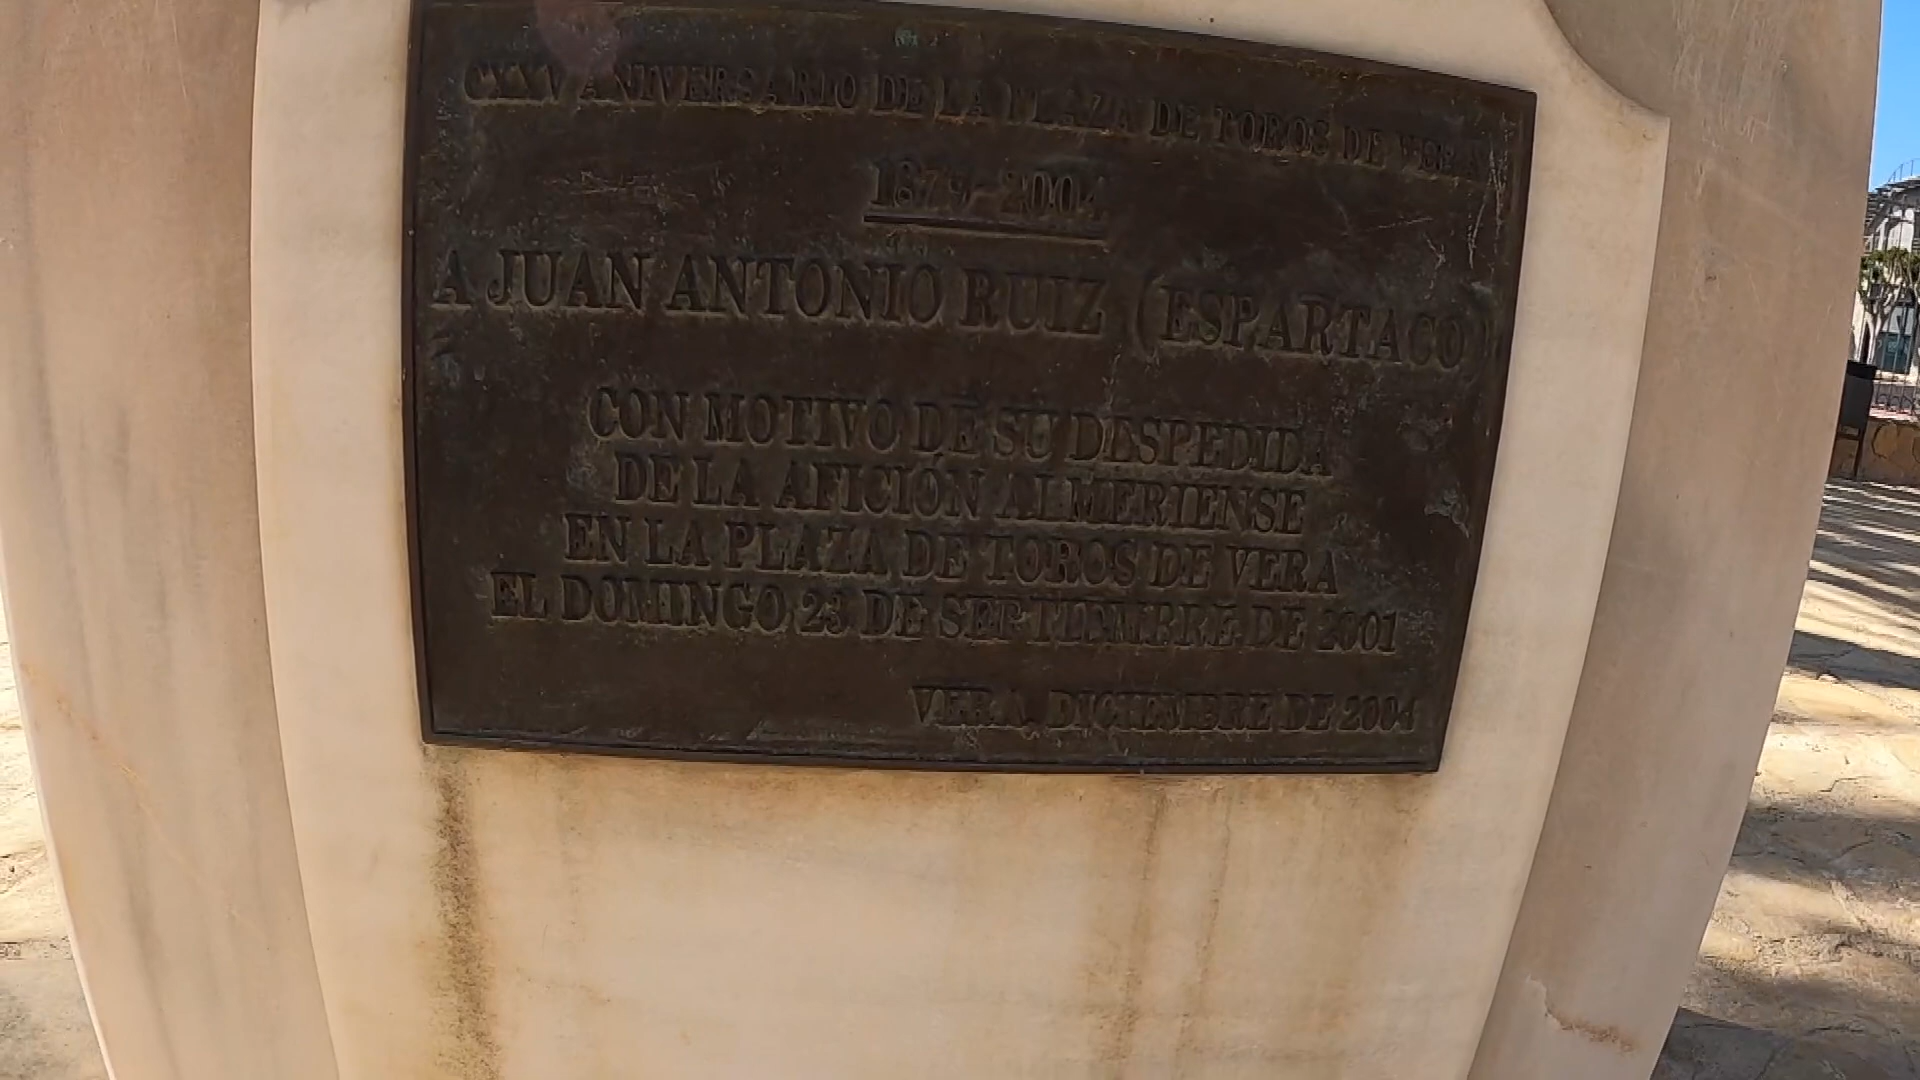 CXXV ANIVERSARIO DE LA PLAZA DE TOROS DE VERA
1879-2004
A JUAN ANTONIO RUIZ (ESPARTACO)
CON MOTIVO DE SU DESPEDIDA
DE LA AFICIÓN ALMERIENSE
EN LA PLAZA DE TOROS DE VERA
EL DOMINGO 23 DE SEPTIEMBRE DE 2001
VERA, DICIEMBRE DE 2004